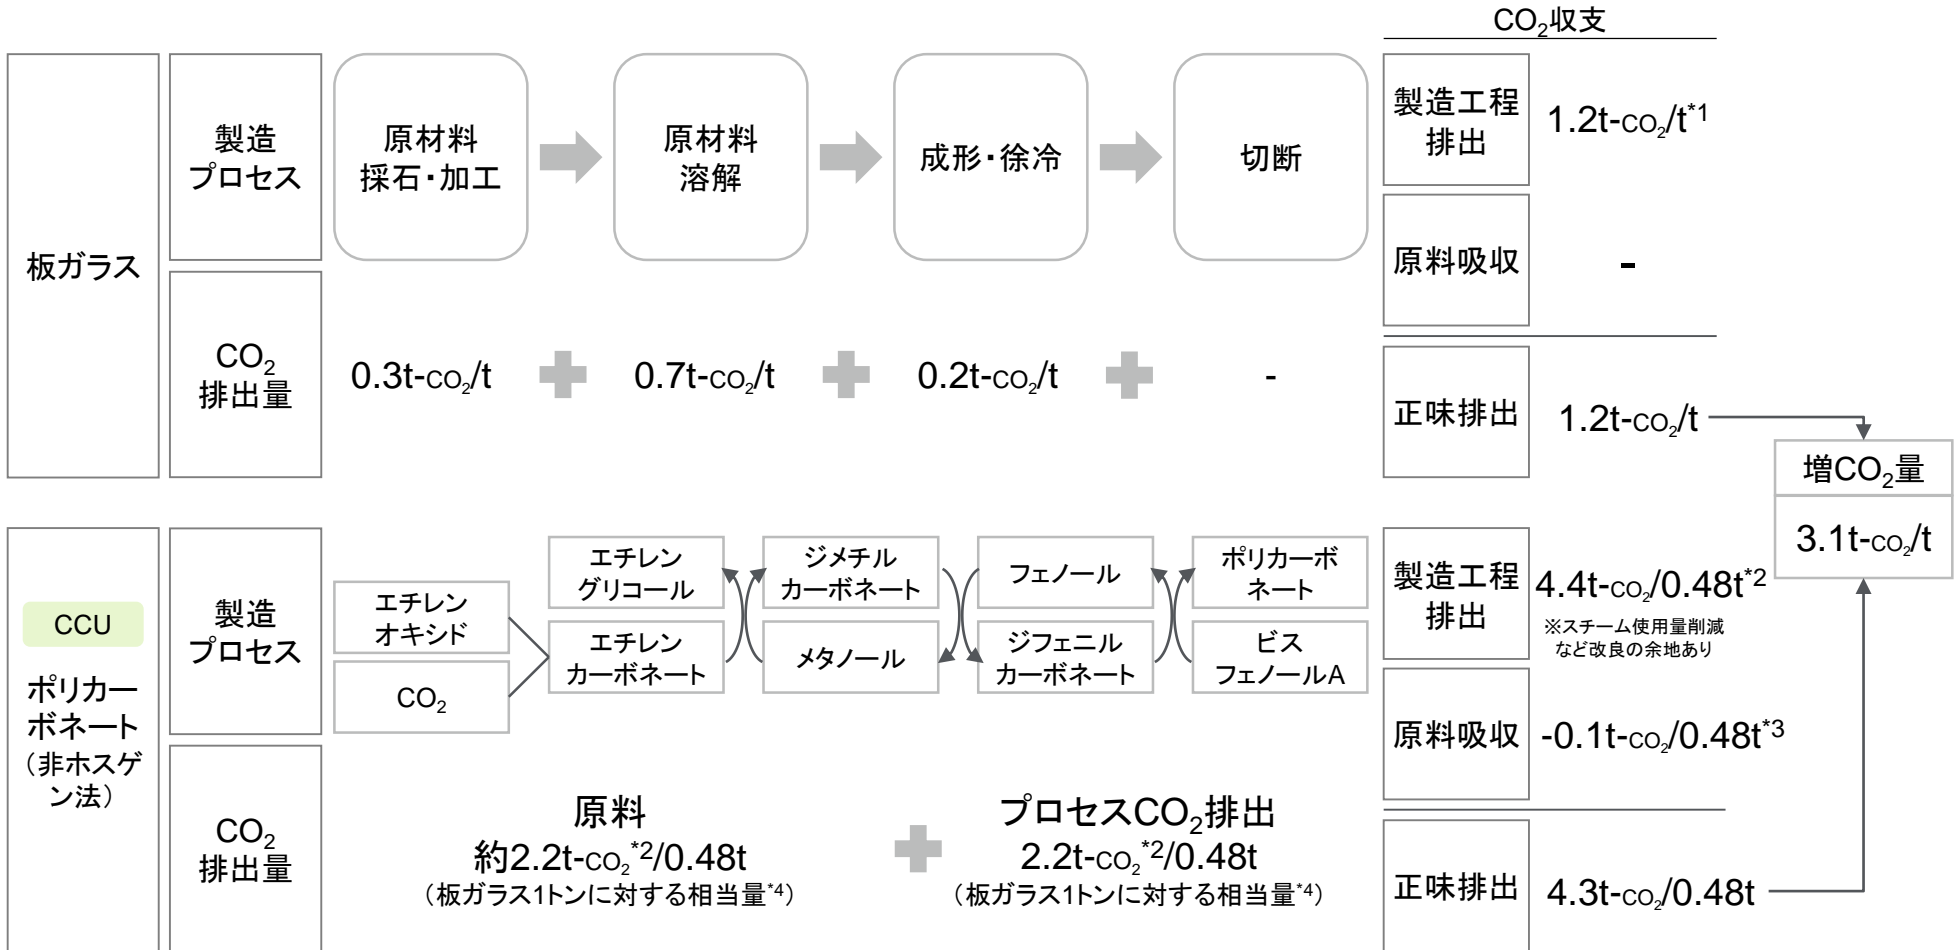 CO₂収支
板ガラス
製造
プロセス
原材料
採石・加工
原材料
溶解
成形・徐冷
切断
製造工程
排出
1.2t-CO₂/t*1
原料吸収
-
CO₂
排出量
0.3t-CO₂/t
0.7t-CO₂/t
0.2t-CO₂/t
-
正味排出
1.2t-CO₂/t
増CO₂量
3.1t-CO₂/t
CCU
ポリカー
ボネート
（非ホスゲ
ン法）
製造
プロセス
エチレン
オキシド
CO₂
エチレン
グリコール
エチレン
カーボネート
ジメチル
カーボネート
メタノール
フェノール
ジフェニル
カーボネート
ポリカーボ
ネート
ビス
フェノールA
製造工程
排出
4.4t-CO₂/0.48t*2
※スチーム使用量削減
など改良の余地あり
原料吸収
-0.1t-CO₂/0.48t*3
CO₂
排出量
原料
約2.2t-CO₂*2/0.48t
（板ガラス1トンに対する相当量*4）
プロセスCO₂排出
2.2t-CO₂*2/0.48t
（板ガラス1トンに対する相当量*4）
正味排出
4.3t-CO₂/0.48t